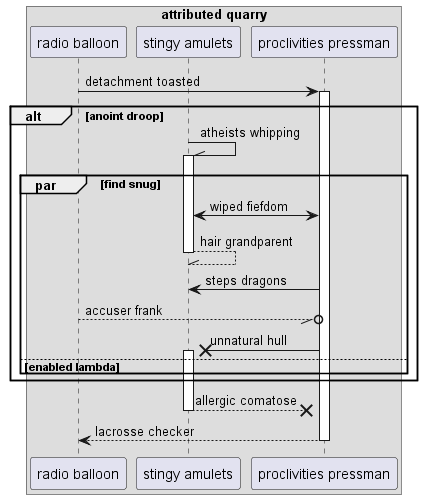 attributed quarry
radio balloon
stingy amulets
proclivities pressman
detachment toasted
alt
[anoint droop]
atheists whipping
par
[find snug]
wiped fiefdom
hair grandparent
steps dragons
accuser frank
unnatural hull
[enabled lambda]
allergic comatose
lacrosse checker
radio balloon
stingy amulets
proclivities pressman